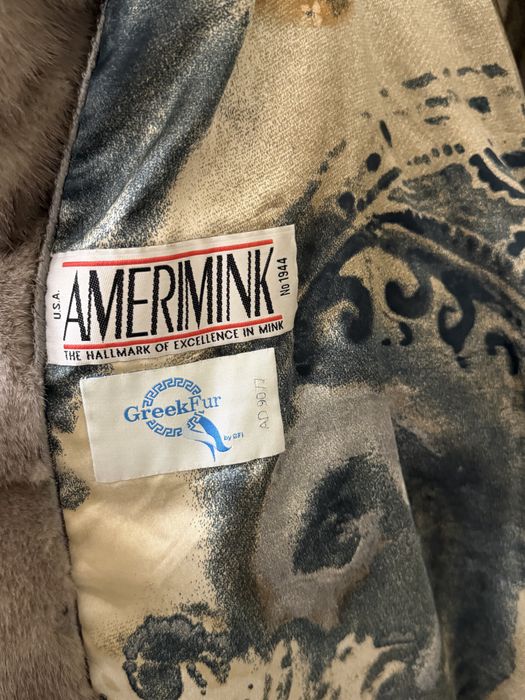 U.S.A.
AMERIMINK
No 1944
THE HALLMARK OF EXCELLENCE IN MINK
GreekFur
by GFI
AD 9077